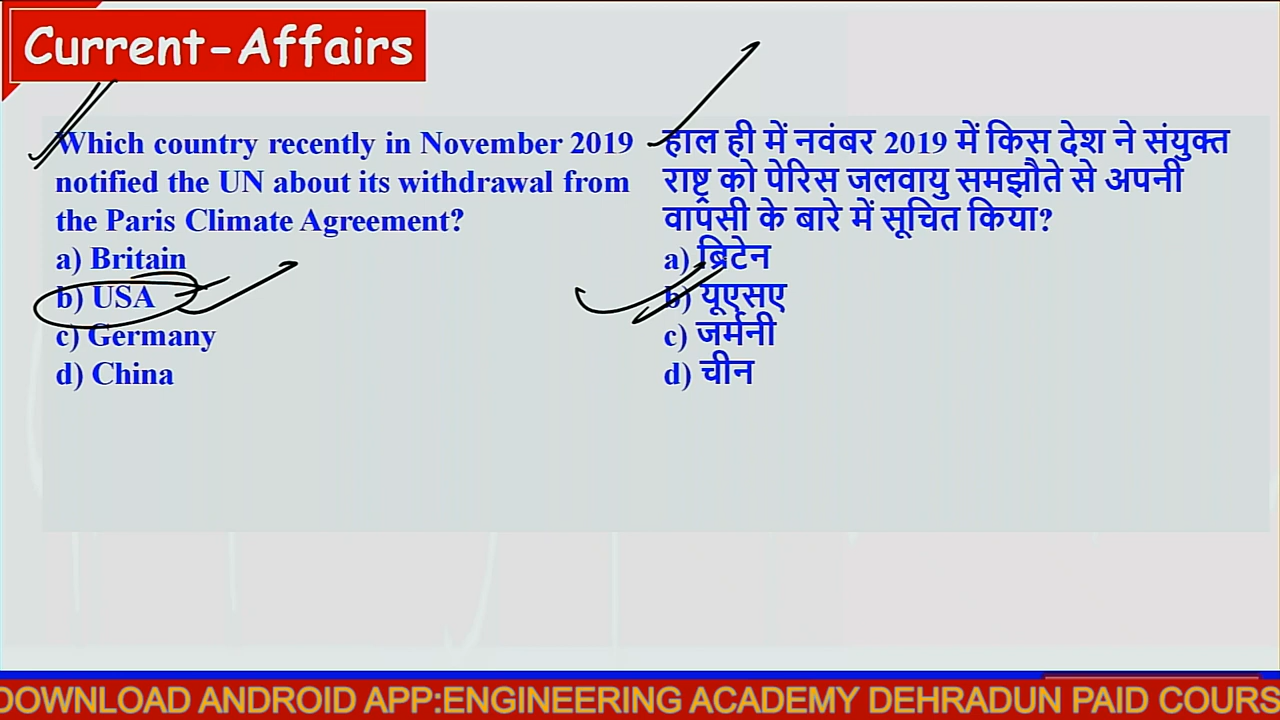 Current-Affairs
Which country recently in November 2019
notified the UN about its withdrawal from
the Paris Climate Agreement?
a) Britain
b) USA
c) Germany
d) China
हाल ही में नवंबर 2019 में किस देश ने संयुक्त
राष्ट्र को पेरिस जलवायु समझौते से अपनी
वापसी के बारे में सूचित किया?
a) ब्रिटेन
b) यूएसए
c) जर्मनी
d) चीन
DOWNLOAD ANDROID APP:ENGINEERING ACADEMY DEHRADUN PAID COURS